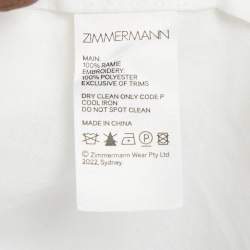 ZIMMERMANN
MAIN:
100% RAMIE
EMBROIDERY:
100% POLYESTER
EXCLUSIVE OF TRIMS
DRY CLEAN ONLY CODE P
COOL IRON
DO NOT SPOT CLEAN
MADE IN CHINA
P
© Zimmermann Wear Pty Ltd
2022, Sydney.